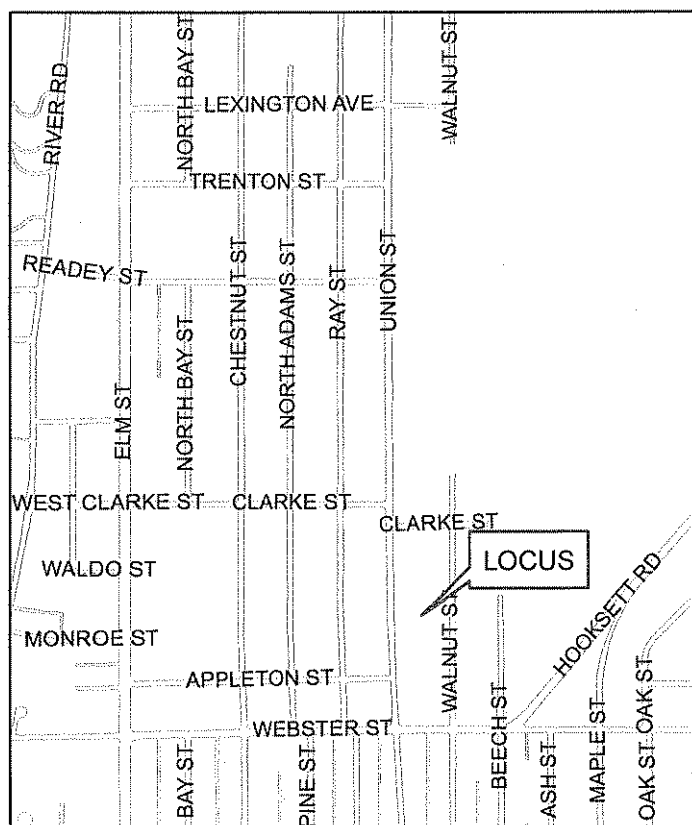 RIVER RD
NORTH BAY ST
WALNUT ST
LEXINGTON AVE
TRENTON ST
READEY ST
CHESTNUT ST
NORTH ADAMS ST
RAY ST
UNION ST
NORTH BAY ST
ELM ST
WEST CLARKE ST
CLARKE ST
CLARKE ST
LOCUS
WALDO ST
WALNUT ST
HOOKSETT RD
MONROE ST
APPLETON ST
WEBSTER ST
BEECH ST
OAK ST
BAY ST
PINE ST
ASH ST
MAPLE ST
OAK ST